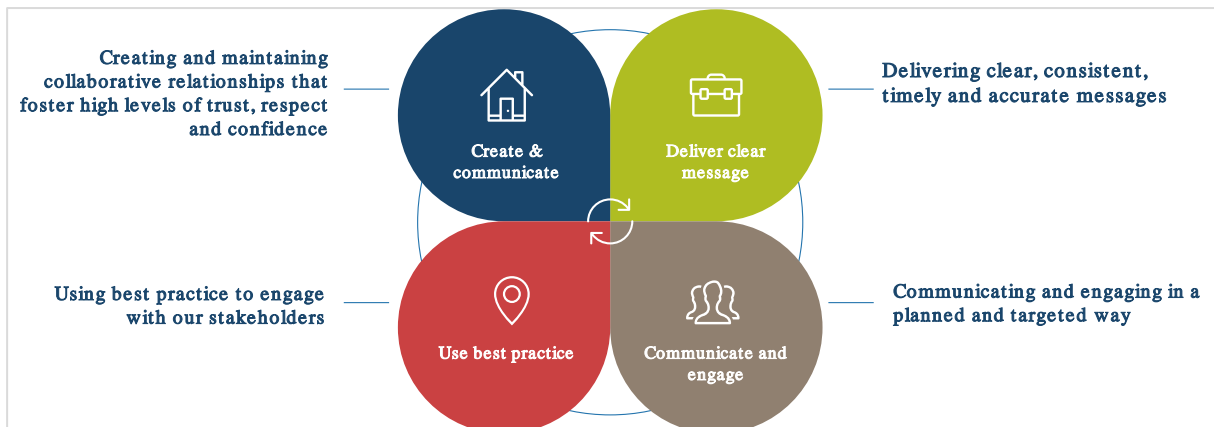 Creating and maintaining
collaborative relationships that
foster high levels of trust, respect
and confidence
Create &
communicate
Deliver clear
message
Delivering clear, consistent,
timely and accurate messages
Using best practice to engage
with our stakeholders
Use best practice
Communicate and
engage
Communicating and engaging in a
planned and targeted way